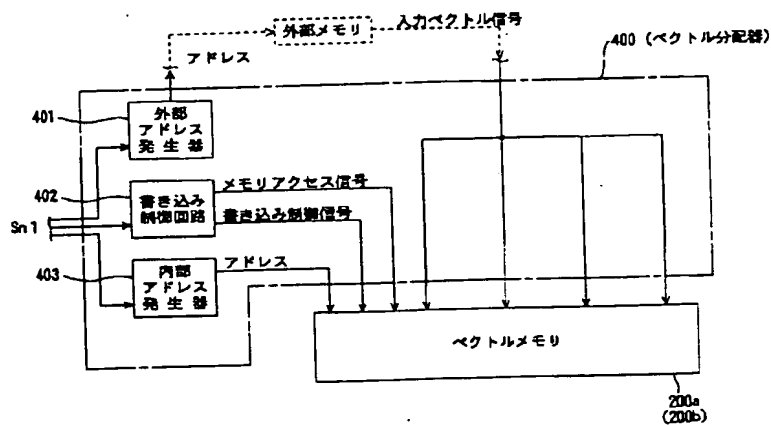 外部メモリ
入力ベクトル信号
アドレス
400 (ベクトル分配器)
401
外部
アドレス
発生器
402
書き込み
制御回路
メモリアクセス信号
書き込み制御信号
Sn1
403
内部
アドレス
発生器
アドレス
ベクトルメモリ
200a
(200b)